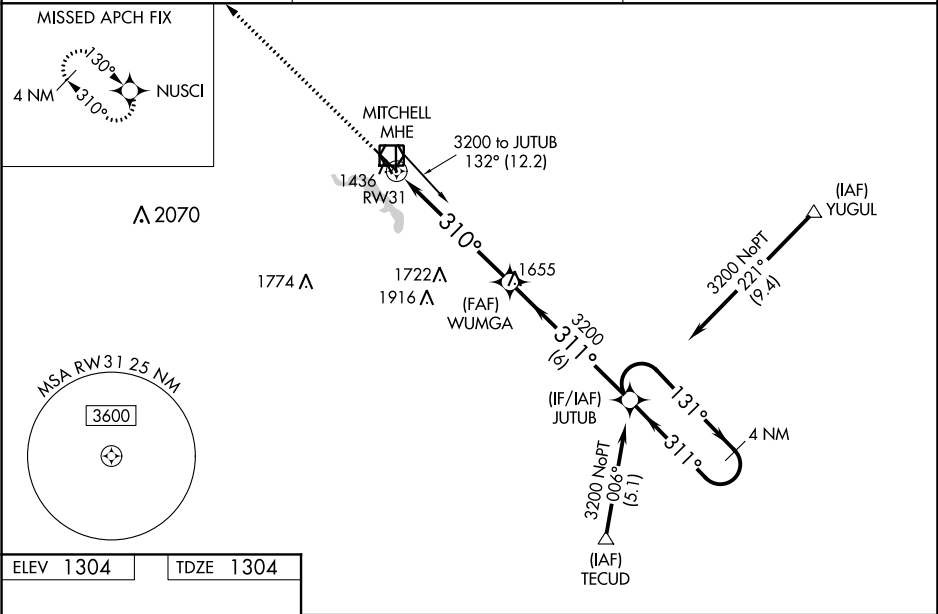 MISSED APCH FIX
130°
4 NM
310°
NUSCI
MITCHELL
MHE
3200 to JUTUB
132° (12.2)
1436
RW31
2070
310°
(IAF)
YUGUL
3200 NoPT
221°
(9.4)
1774
1722
1655
1916
(FAF)
WUMGA
3200
311°
(6)
MSA RW31 25 NM
3600
(IF/IAF)
JUTUB
131°
4 NM
311°
3200 NoPT
006°
(5.1)
(IAF)
TECUD
ELEV 1304
TDZE 1304